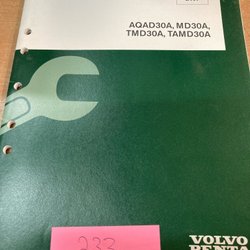 AQAD30A, MD30A,
TMD30A, TAMD30A
VOLVO
PENTA
233